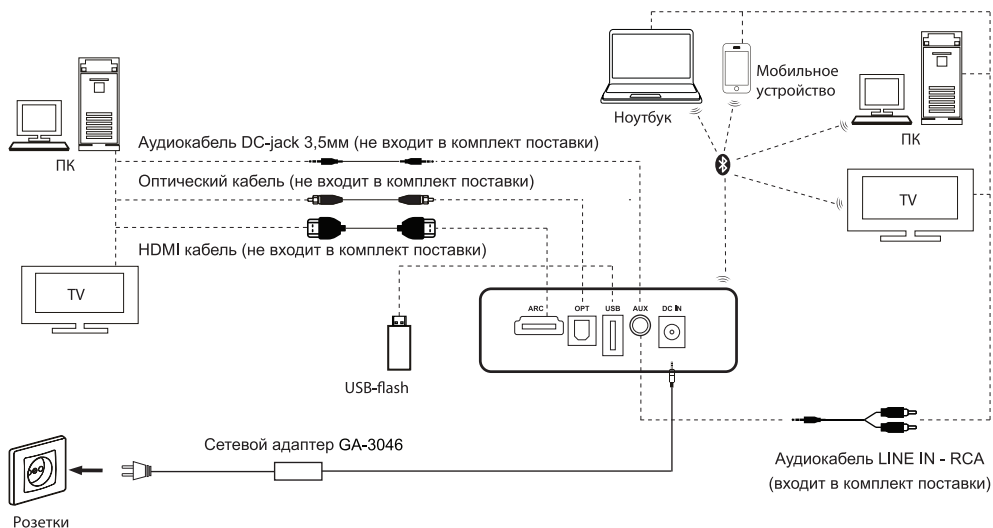 Ноутбук
Мобильное
устройство
ПК
TV
ПК
Аудиокабель DC-jack 3,5мм (не входит в комплект поставки)
Оптический кабель (не входит в комплект поставки)
HDMI кабель (не входит в комплект поставки)
TV
USB-flash
ARC
OPT
USB
AUX
DC IN
Сетевой адаптер GA-3046
Розетки
Аудиокабель LINE IN - RCA
(входит в комплект поставки)